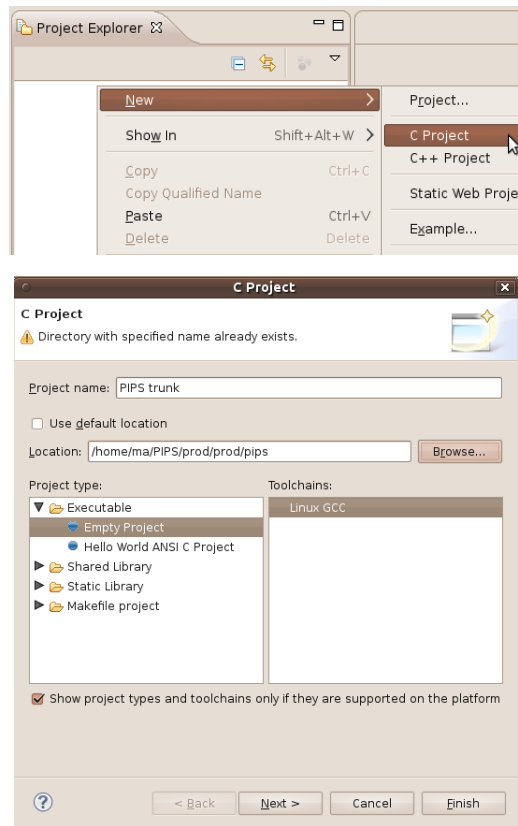 Project Explorer
New
Project...
Show In Shift+Alt+W
C Project
C++ Project
Copy Ctrl+C
Copy Qualified Name
Static Web Proje
Paste Ctrl+V
Example...
Delete Delete
C Project
C Project
Directory with specified name already exists.
Project name: PIPS trunk
Use default location
Location: /home/ma/PIPS/prod/prod/pips Browse...
Project type: Toolchains:
Executable Linux GCC
Empty Project
Hello World ANSI C Project
Shared Library
Static Library
Makefile project
Show project types and toolchains only if they are supported on the platform
? < Back Next > Cancel Finish